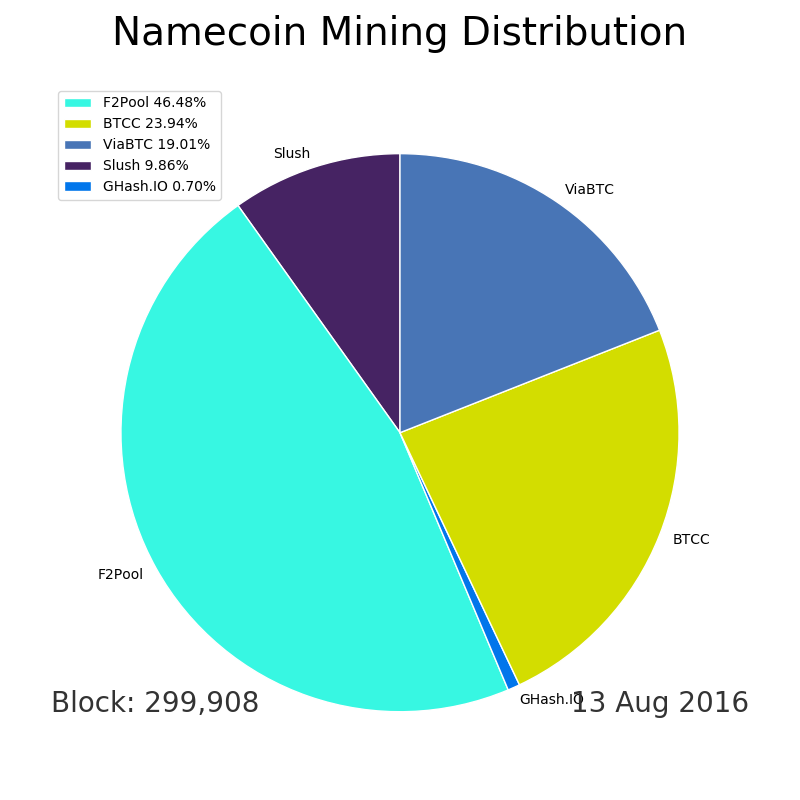 Namecoin Mining Distribution
F2Pool 46.48%
BTCC 23.94%
ViaBTC 19.01%
Slush 9.86%
GHash.IO 0.70%
Slush
ViaBTC
BTCC
F2Pool
GHash.IO
Block: 299,908
13 Aug 2016